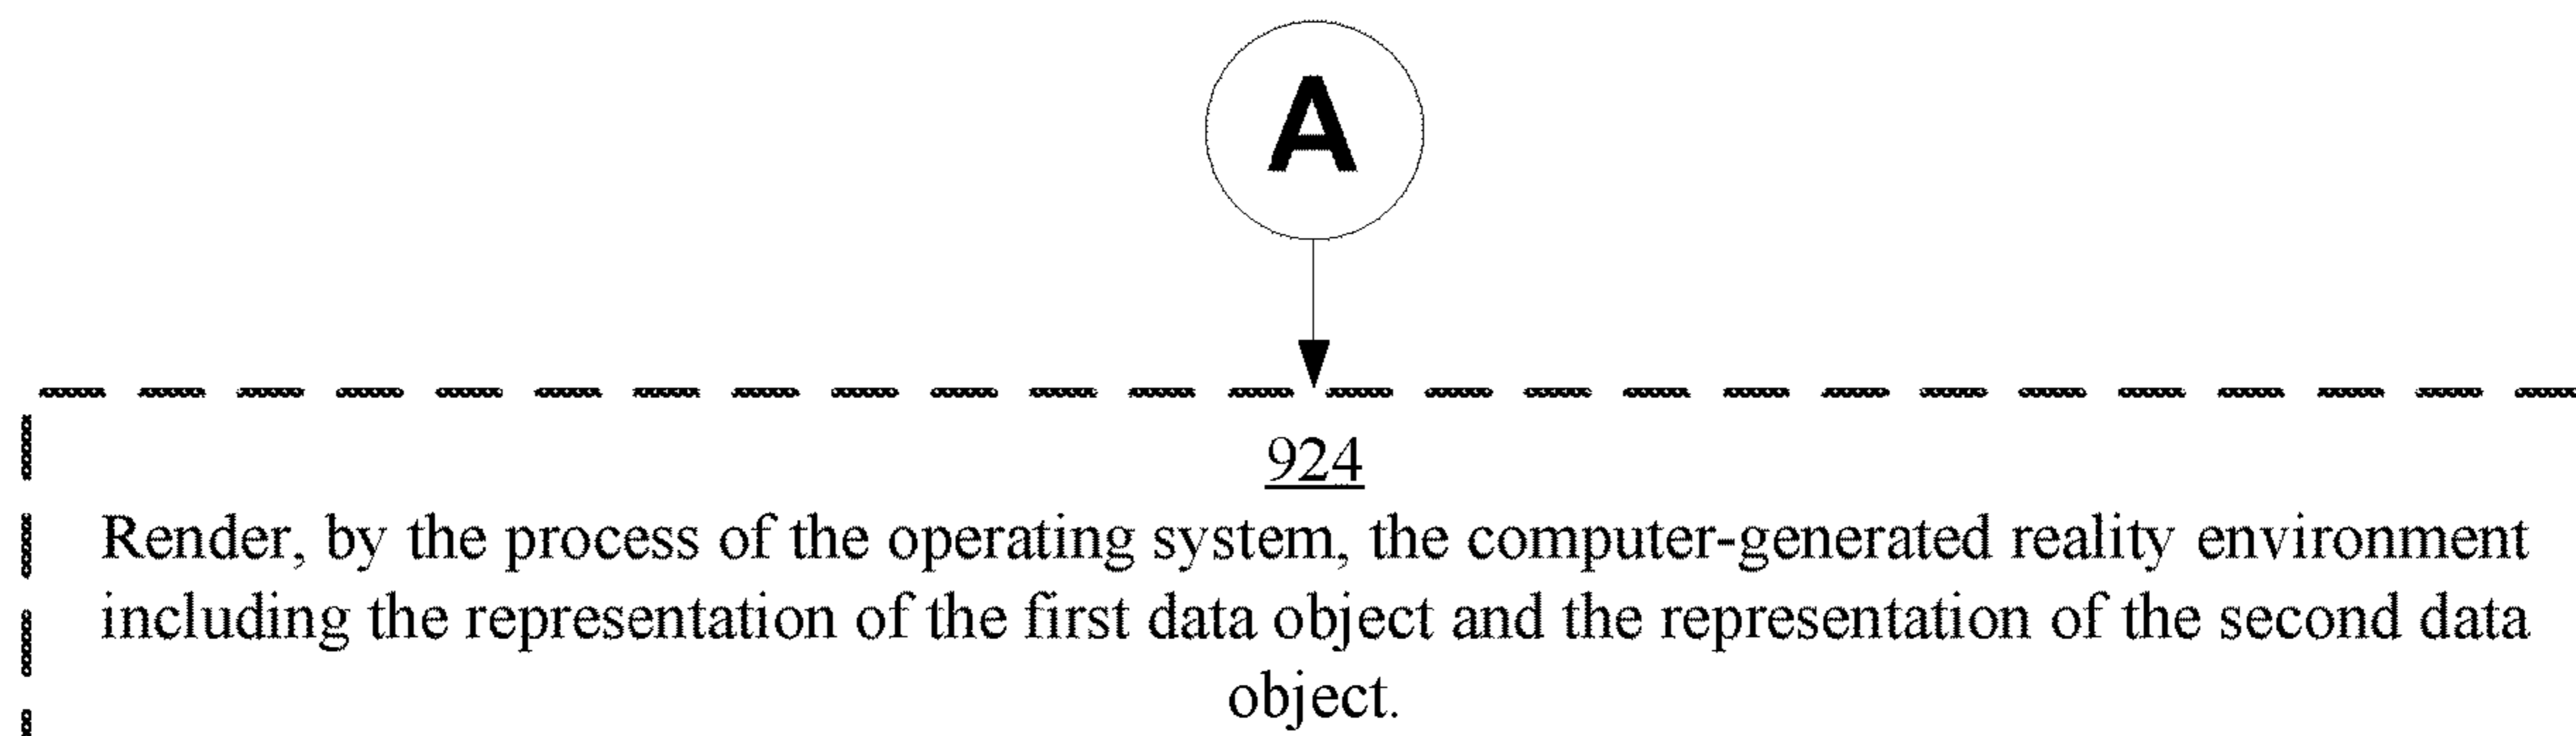 A
924
Render, by the process of the operating system, the computer-generated reality environment
including the representation of the first data object and the representation of the second data
object.